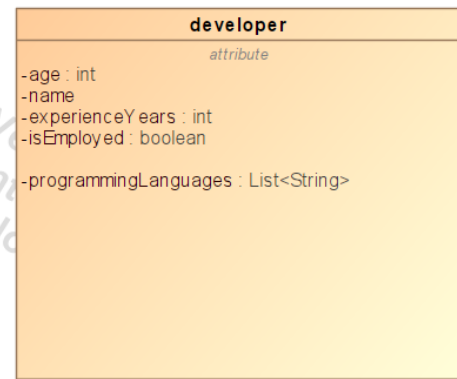 developer
attribute
-age : int
-name
-experienceYears : int
-isEmployed : boolean
-programmingLanguages : List<String>